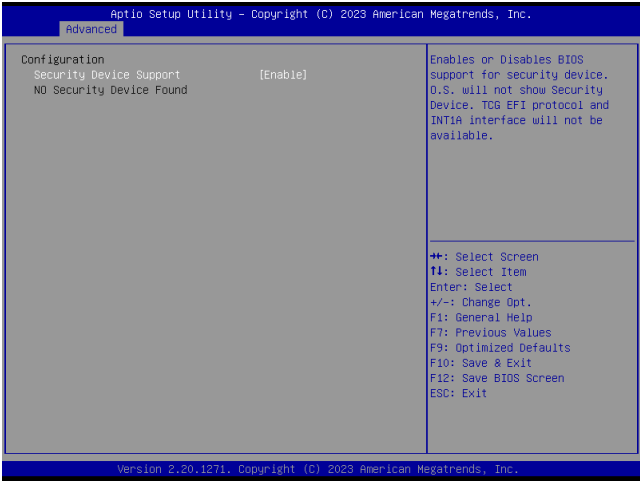 Aptio Setup Utility – Copyright (C) 2023 American Megatrends, Inc.
Advanced
Configuration
Security Device Support [Enable]
NO Security Device Found
Enables or Disables BIOS
support for security device.
O.S. will not show Security
Device. TCG EFI protocol and
INT1A interface will not be
available.
→←: Select Screen
↑↓: Select Item
Enter: Select
+/-: Change Opt.
F1: General Help
F7: Previous Values
F9: Optimized Defaults
F10: Save & Exit
F12: Save BIOS Screen
ESC: Exit
Version 2.20.1271. Copyright (C) 2023 American Megatrends, Inc.